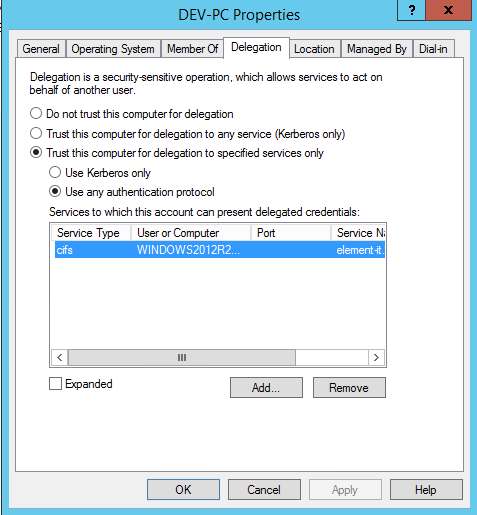 DEV-PC Properties
? x
General Operating System Member Of Delegation Location Managed By Dial-in
Delegation is a security-sensitive operation, which allows services to act on
behalf of another user.
Do not trust this computer for delegation
Trust this computer for delegation to any service (Kerberos only)
Trust this computer for delegation to specified services only
Use Kerberos only
Use any authentication protocol
Services to which this account can present delegated credentials:
Service Type User or Computer Port Service Na
cifs WINDOWS2012R2... element-it.
Expanded
Add... Remove
OK Cancel Apply Help